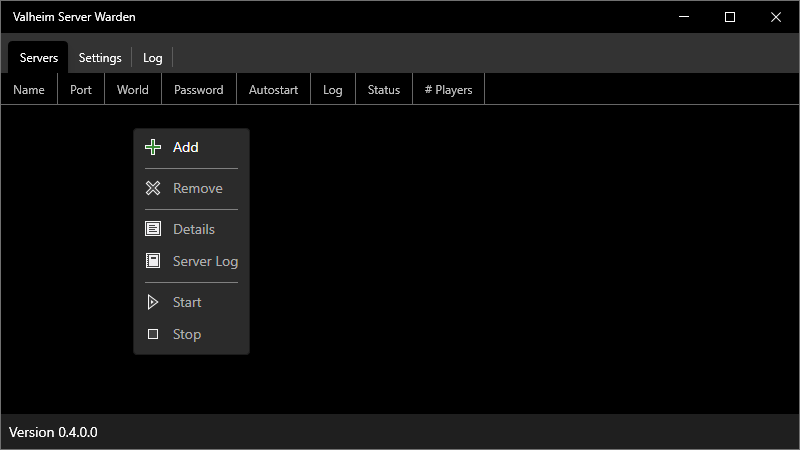 Valheim Server Warden
Servers Settings Log
Name Port World Password Autostart Log Status # Players
Add
Remove
Details
Server Log
Start
Stop
Version 0.4.0.0